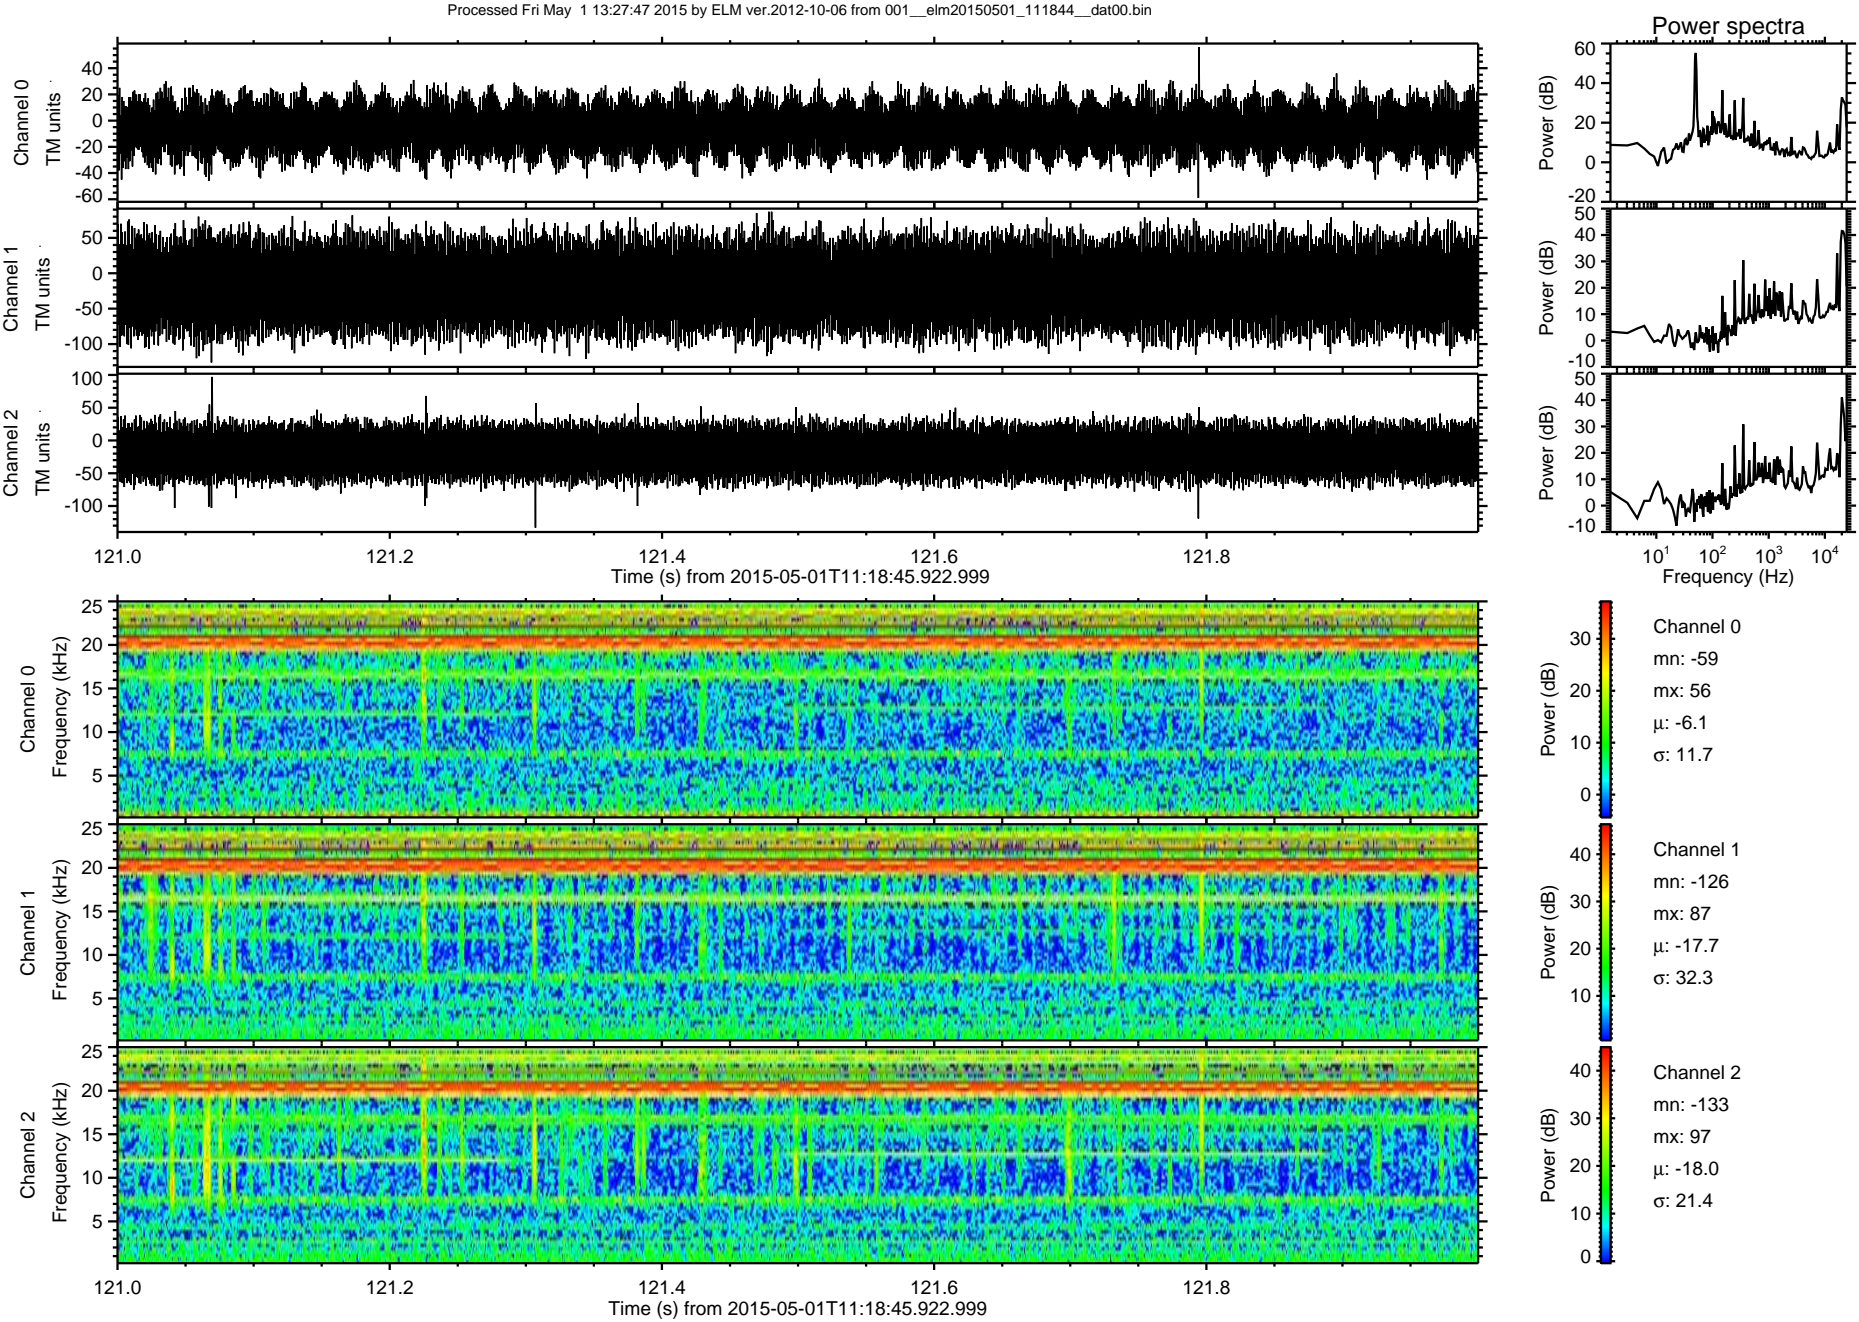 Processed Fri May  1 13:27:47 2015 by ELM ver.2012-10-06 from 001__elm20150501_111844__dat00.bin
Power spectra
Channel 0
TM units
40
20
0
-20
-40
-60
Power (dB)
60
40
20
0
-20
Channel 1
TM units
50
0
-50
-100
Power (dB)
50
40
30
20
10
0
-10
Channel 2
TM units
100
50
0
-50
-100
Power (dB)
50
40
30
20
10
0
-10
121.0 121.2 121.4 121.6 121.8
Time (s) from 2015-05-01T11:18:45.922.999
10¹ 10² 10³ 10⁴
Frequency (Hz)
Channel 0
Frequency (kHz)
25
20
15
10
5
Power (dB)
30
20
10
0
Channel 0
mn: -59
mx: 56
μ: -6.1
σ: 11.7
Channel 1
Frequency (kHz)
25
20
15
10
5
Power (dB)
40
30
20
10
Channel 1
mn: -126
mx: 87
μ: -17.7
σ: 32.3
Channel 2
Frequency (kHz)
25
20
15
10
5
Power (dB)
40
30
20
10
0
Channel 2
mn: -133
mx: 97
μ: -18.0
σ: 21.4
121.0 121.2 121.4 121.6 121.8
Time (s) from 2015-05-01T11:18:45.922.999